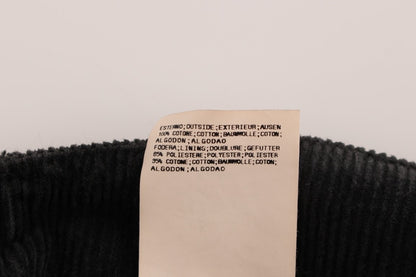 ESTERNO;OUTSIDE;EXTERIEUR;AUSEN
100% COTONE;COTTON;BAUMWOLLE;COTON;
ALGODON;ALGODAO
FODERA;LINING;DOUBLURE;GEFUTTER
65% POLIESTERE;POLYESTER;POLYESTER
35% COTONE;COTTON;BAUMWOLLE;COTON;
ALGODON;ALGODAO